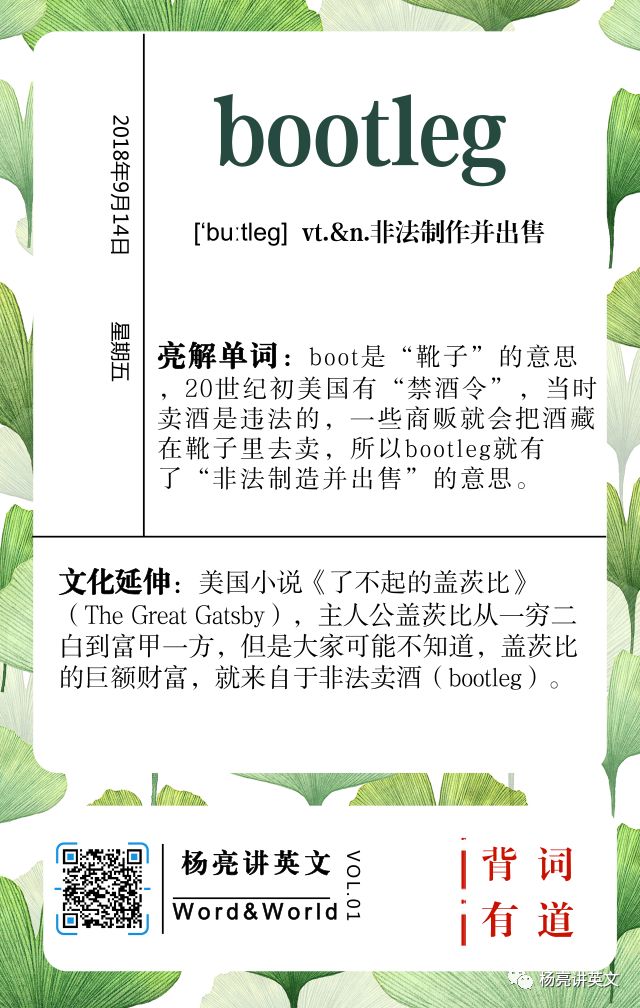 2018年9月14日 星期五
bootleg
['bu:tleg] vt.&n.非法制作并出售
亮解单词：boot是“靴子”的意思
，20世纪初美国有“禁酒令”，当时
卖酒是违法的，一些商贩就会把酒藏
在靴子里去卖，所以bootleg就有
了“非法制造并出售”的意思。
文化延伸：美国小说《了不起的盖茨比》
（The Great Gatsby），主人公盖茨比从一穷二
白到富甲一方，但是大家可能不知道，盖茨比
的巨额财富，就来自于非法卖酒（bootleg）。
杨亮讲英文
Word&World
VOL.01
背词
有道
杨亮讲英文